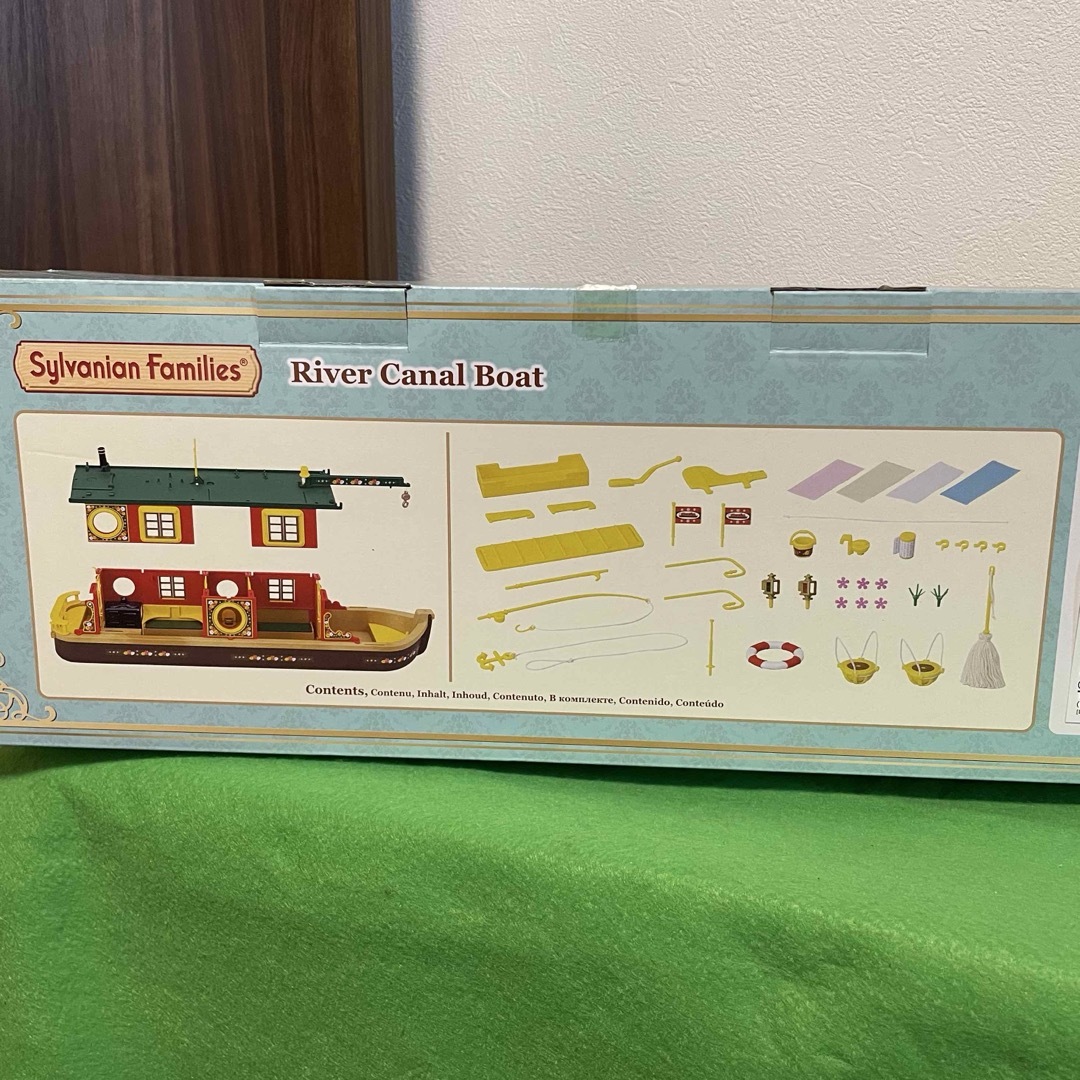 Sylvanian Families®
River Canal Boat
Contents, Contenu, Inhalt, Inhoud, Contenuto, В комплекте, Contenido, Conteúdo